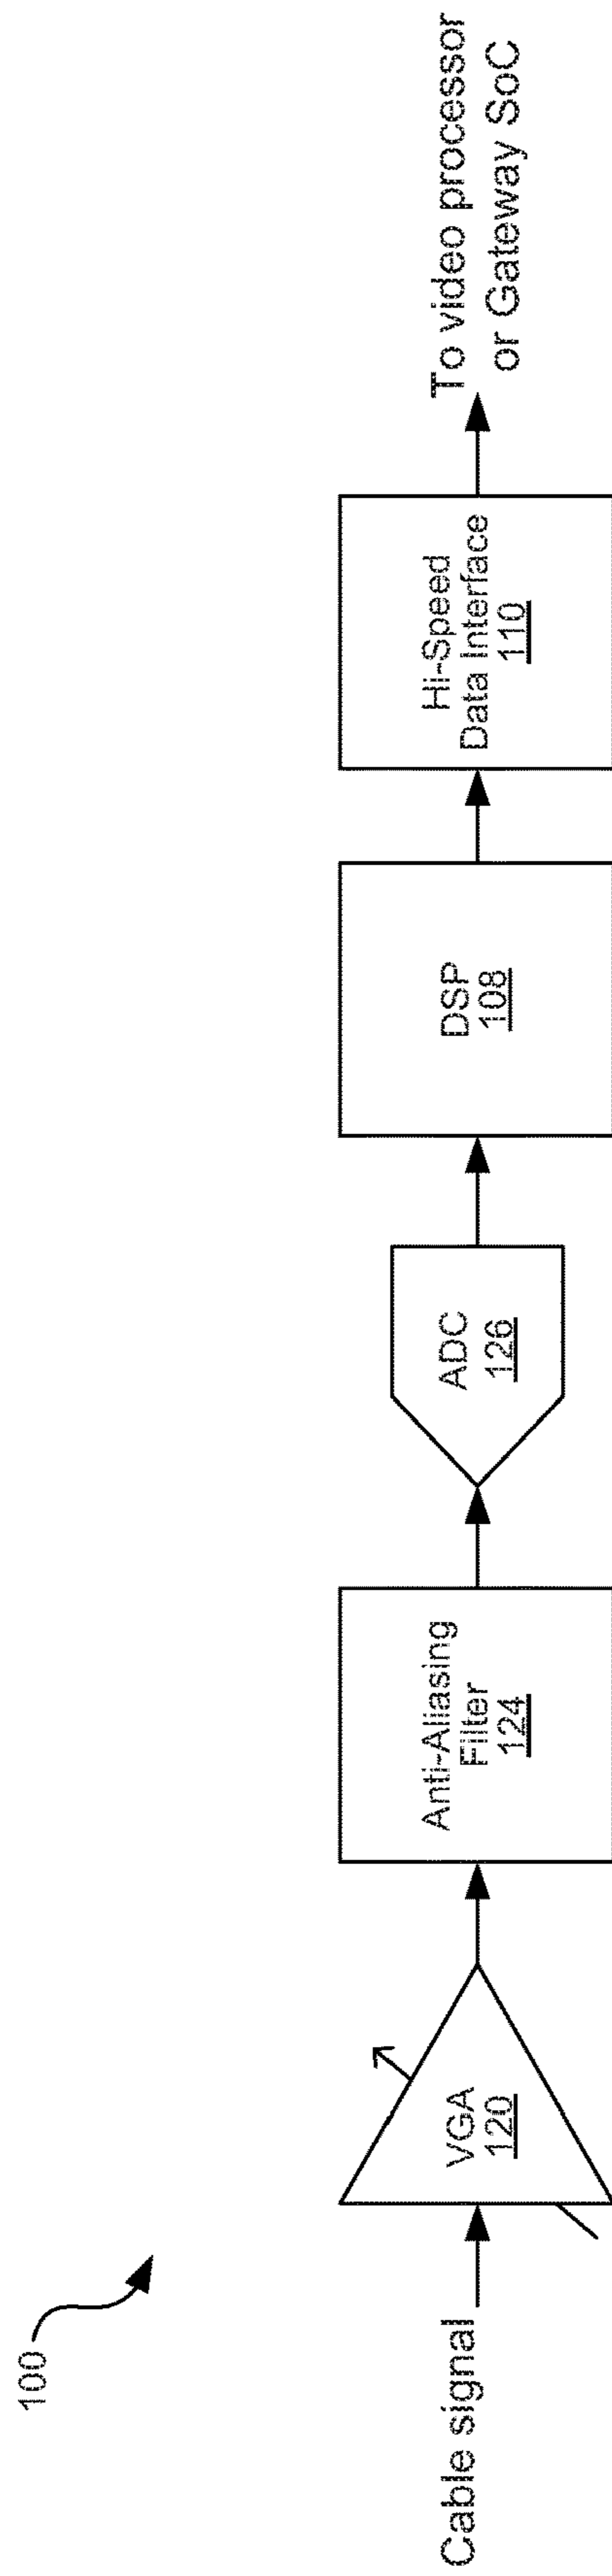 100
Cable signal
VGA
120
Anti-Aliasing
Filter
124
ADC
126
DSP
108
Hi-Speed
Data Interface
110
To video processor
or Gateway SoC